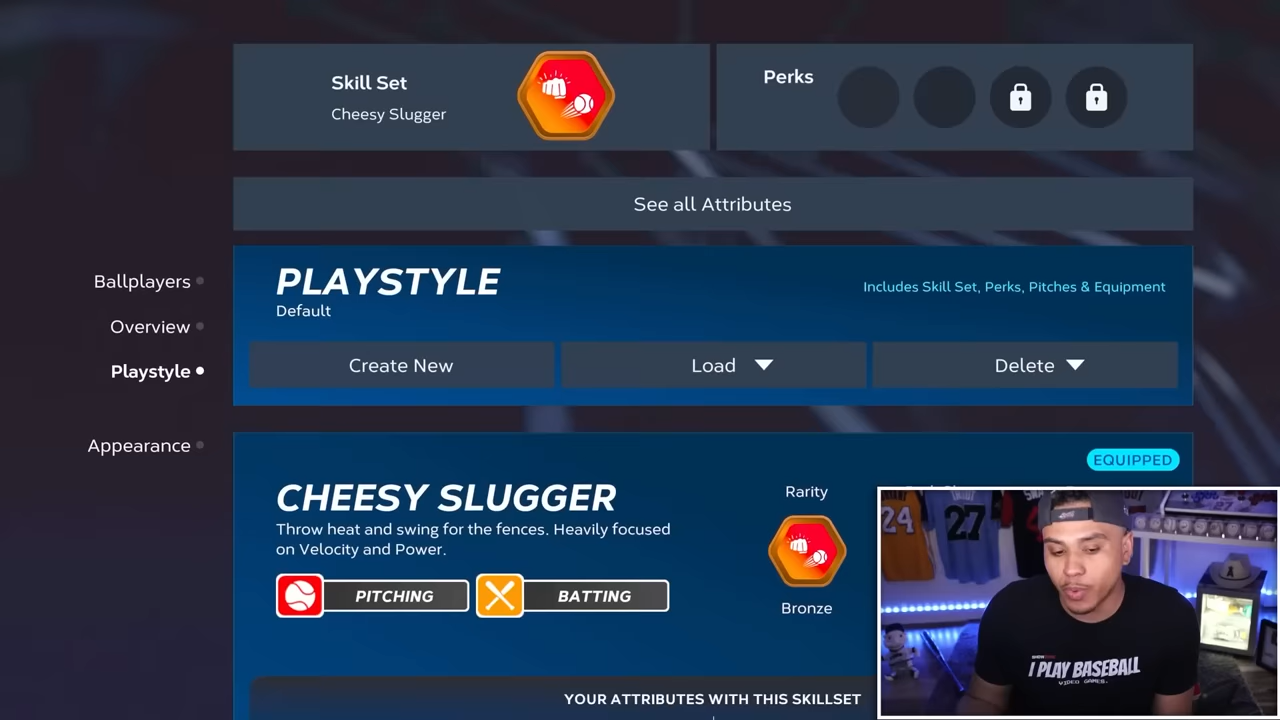 Skill Set
Cheesy Slugger
Perks
See all Attributes
Ballplayers
Overview
Playstyle
Appearance
PLAYSTYLE
Default
Includes Skill Set, Perks, Pitches & Equipment
Create New
Load
Delete
EQUIPPED
CHEESY SLUGGER
Throw heat and swing for the fences. Heavily focused
on Velocity and Power.
PITCHING
BATTING
Rarity
Bronze
YOUR ATTRIBUTES WITH THIS SKILLSET
24
27
A
I PLAY BASEBALL
VIDEO GAMES.